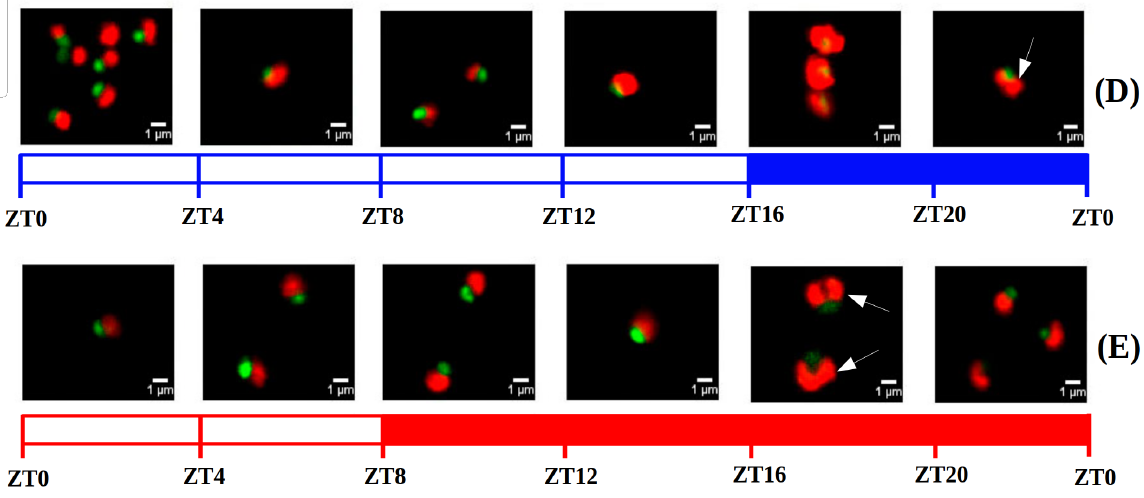 1 µm 1 µm 1 µm 1 µm 1 µm 1 µm
(D)
ZT0 ZT4 ZT8 ZT12 ZT16 ZT20 ZT0
(E)
1 µm 1 µm 1 µm 1 µm 1 µm 1 µm
ZT0 ZT4 ZT8 ZT12 ZT16 ZT20 ZT0